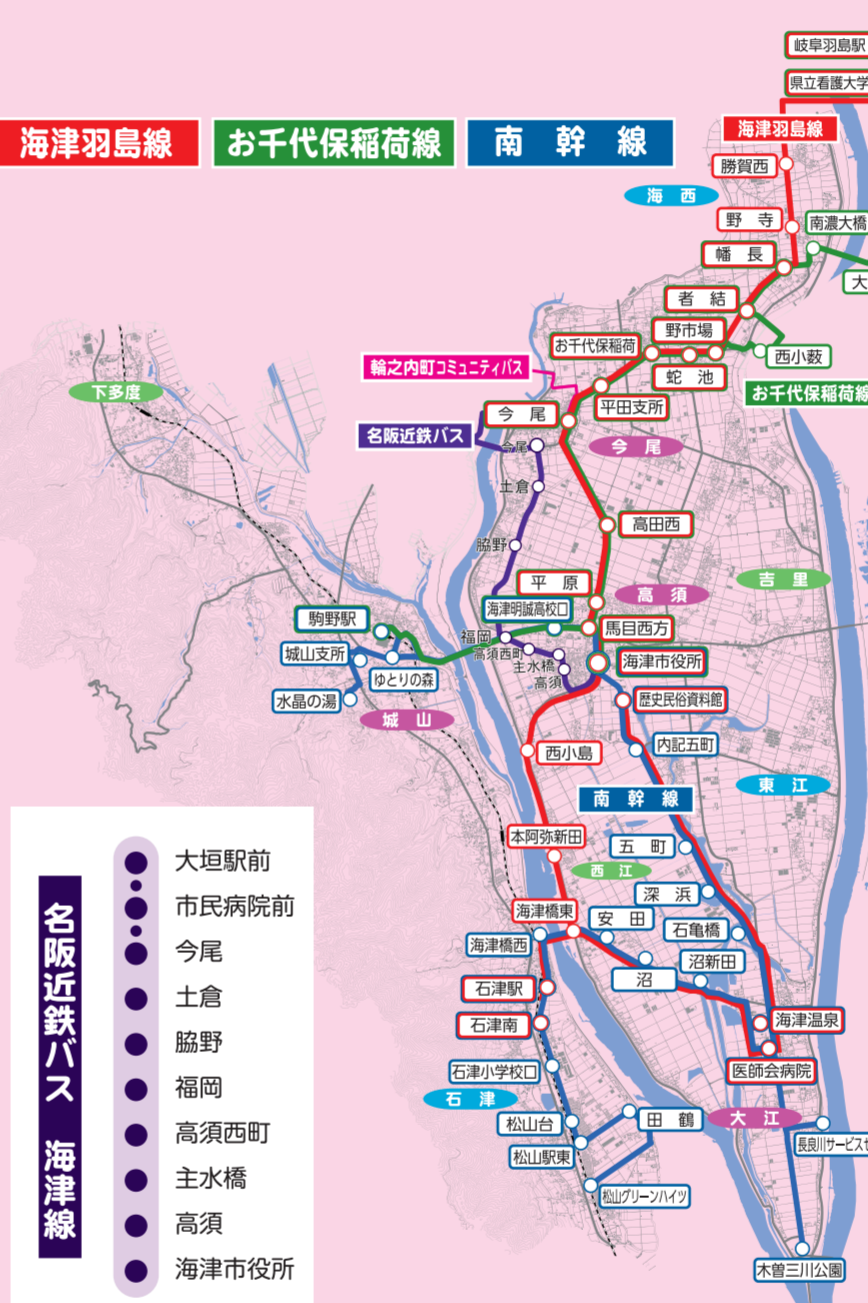 岐阜羽島駅
県立看護大学
海津羽島線
お千代保稲荷線
南幹線
海津羽島線
勝賀西
海西
野寺
南濃大橋
幡長
大
者結
野市場
お千代保稲荷
西小薮
蛇池
輪之内町コミュニティバス
下多度
お千代保稲荷線
平田支所
今尾
名阪近鉄バス
今尾
今尾
土倉
高田西
脇野
平原
吉里
高須
海津明誠高校口
駒野駅
馬目西方
福岡
城山支所
高須西町
主水橋
海津市役所
ゆとりの森
高須
水晶の湯
歴史民俗資料館
城山
内記五町
西小島
東江
南幹線
本阿弥新田
五町
西江
深浜
海津橋東
安田
石亀橋
海津橋西
沼新田
沼
石津駅
海津温泉
石津南
医師会病院
石津小学校口
石津
大江
松山台
田鶴
長良川サービスセ
松山駅東
松山グリーンハイツ
木曽三川公園
名阪近鉄バス 海津線
大垣駅前
市民病院前
今尾
土倉
脇野
福岡
高須西町
主水橋
高須
海津市役所